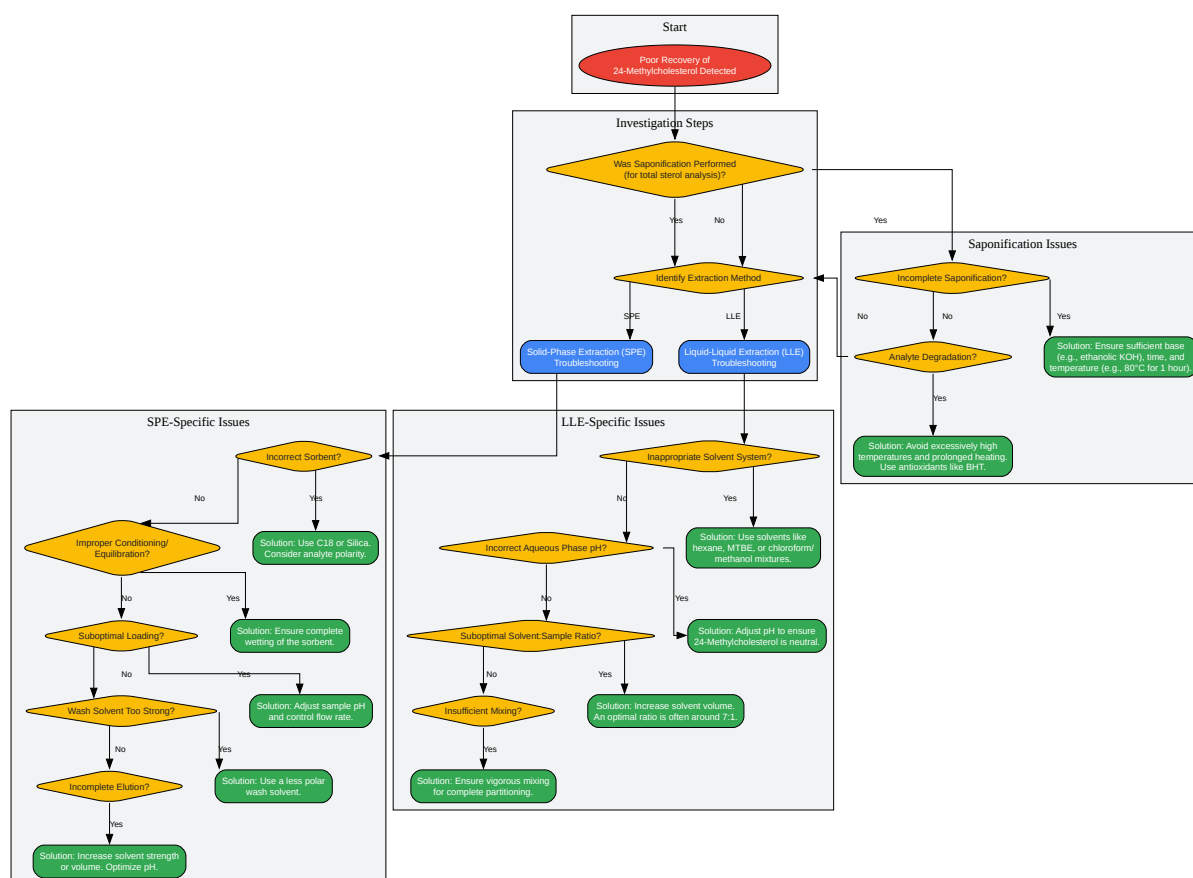 Start
Poor Recovery of
24-Methylcholesterol Detected
Investigation Steps
Was Saponification Performed
(for total sterol analysis)?
Yes
No
Yes
Identify Extraction Method
SPE
LLE
Solid-Phase Extraction (SPE)
Troubleshooting
Liquid-Liquid Extraction (LLE)
Troubleshooting
Saponification Issues
Incomplete Saponification?
No
No
Yes
Analyte Degradation?
Solution: Ensure sufficient base
(e.g., ethanolic KOH), time, and
temperature (e.g., 80°C for 1 hour).
Yes
Solution: Avoid excessively high
temperatures and prolonged heating.
Use antioxidants like BHT.
SPE-Specific Issues
Incorrect Sorbent?
No
Yes
Improper Conditioning/
Equilibration?
Solution: Use C18 or Silica.
Consider analyte polarity.
No
Yes
Suboptimal Loading?
Solution: Ensure complete
wetting of the sorbent.
No
Yes
Wash Solvent Too Strong?
Solution: Adjust sample pH
and control flow rate.
No
Yes
Incomplete Elution?
Solution: Use a less polar
wash solvent.
Yes
Solution: Increase solvent strength
or volume. Optimize pH.
LLE-Specific Issues
Inappropriate Solvent System?
No
Yes
Incorrect Aqueous Phase pH?
Solution: Use solvents like
hexane, MTBE, or chloroform/
methanol mixtures.
No
Yes
Suboptimal Solvent:Sample Ratio?
Solution: Adjust pH to ensure
24-Methylcholesterol is neutral.
No
Yes
Insufficient Mixing?
Solution: Increase solvent volume.
An optimal ratio is often around 7:1.
Yes
Solution: Ensure vigorous mixing
for complete partitioning.